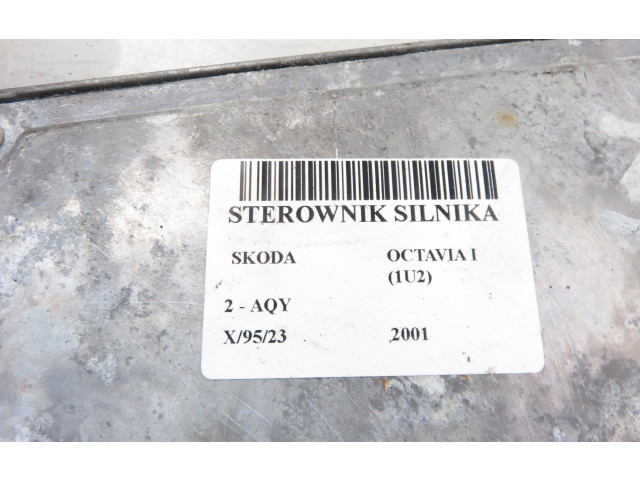 STEROWNIK SILNIKA
SKODA OCTAVIA I
(1U2)
2 - AQY
X/95/23 2001